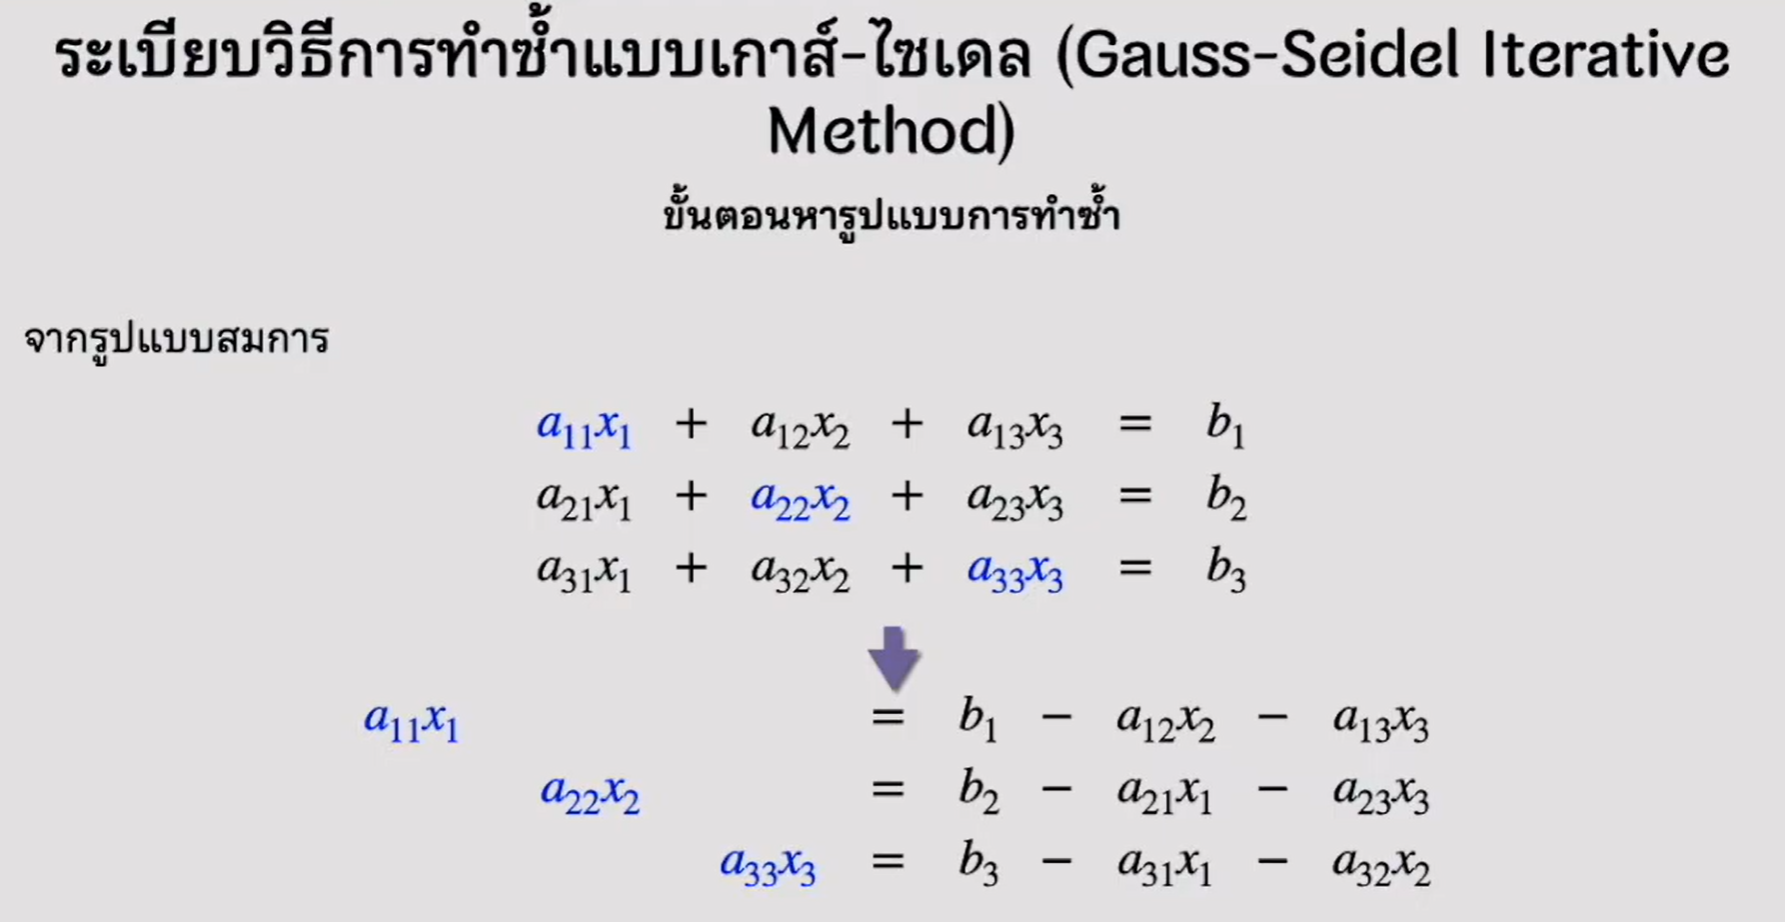 ระเบียบวิธีการทำซ้ำแบบเกาส์-ไซเดล (Gauss-Seidel Iterative
Method)
ขั้นตอนหารูปแบบการทำซ้ำ
จากรูปแบบสมการ
a₁₁x₁ + a₁₂x₂ + a₁₃x₃ = b₁
a₂₁x₁ + a₂₂x₂ + a₂₃x₃ = b₂
a₃₁x₁ + a₃₂x₂ + a₃₃x₃ = b₃
a₁₁x₁ = b₁ − a₁₂x₂ − a₁₃x₃
a₂₂x₂ = b₂ − a₂₁x₁ − a₂₃x₃
a₃₃x₃ = b₃ − a₃₁x₁ − a₃₂x₂